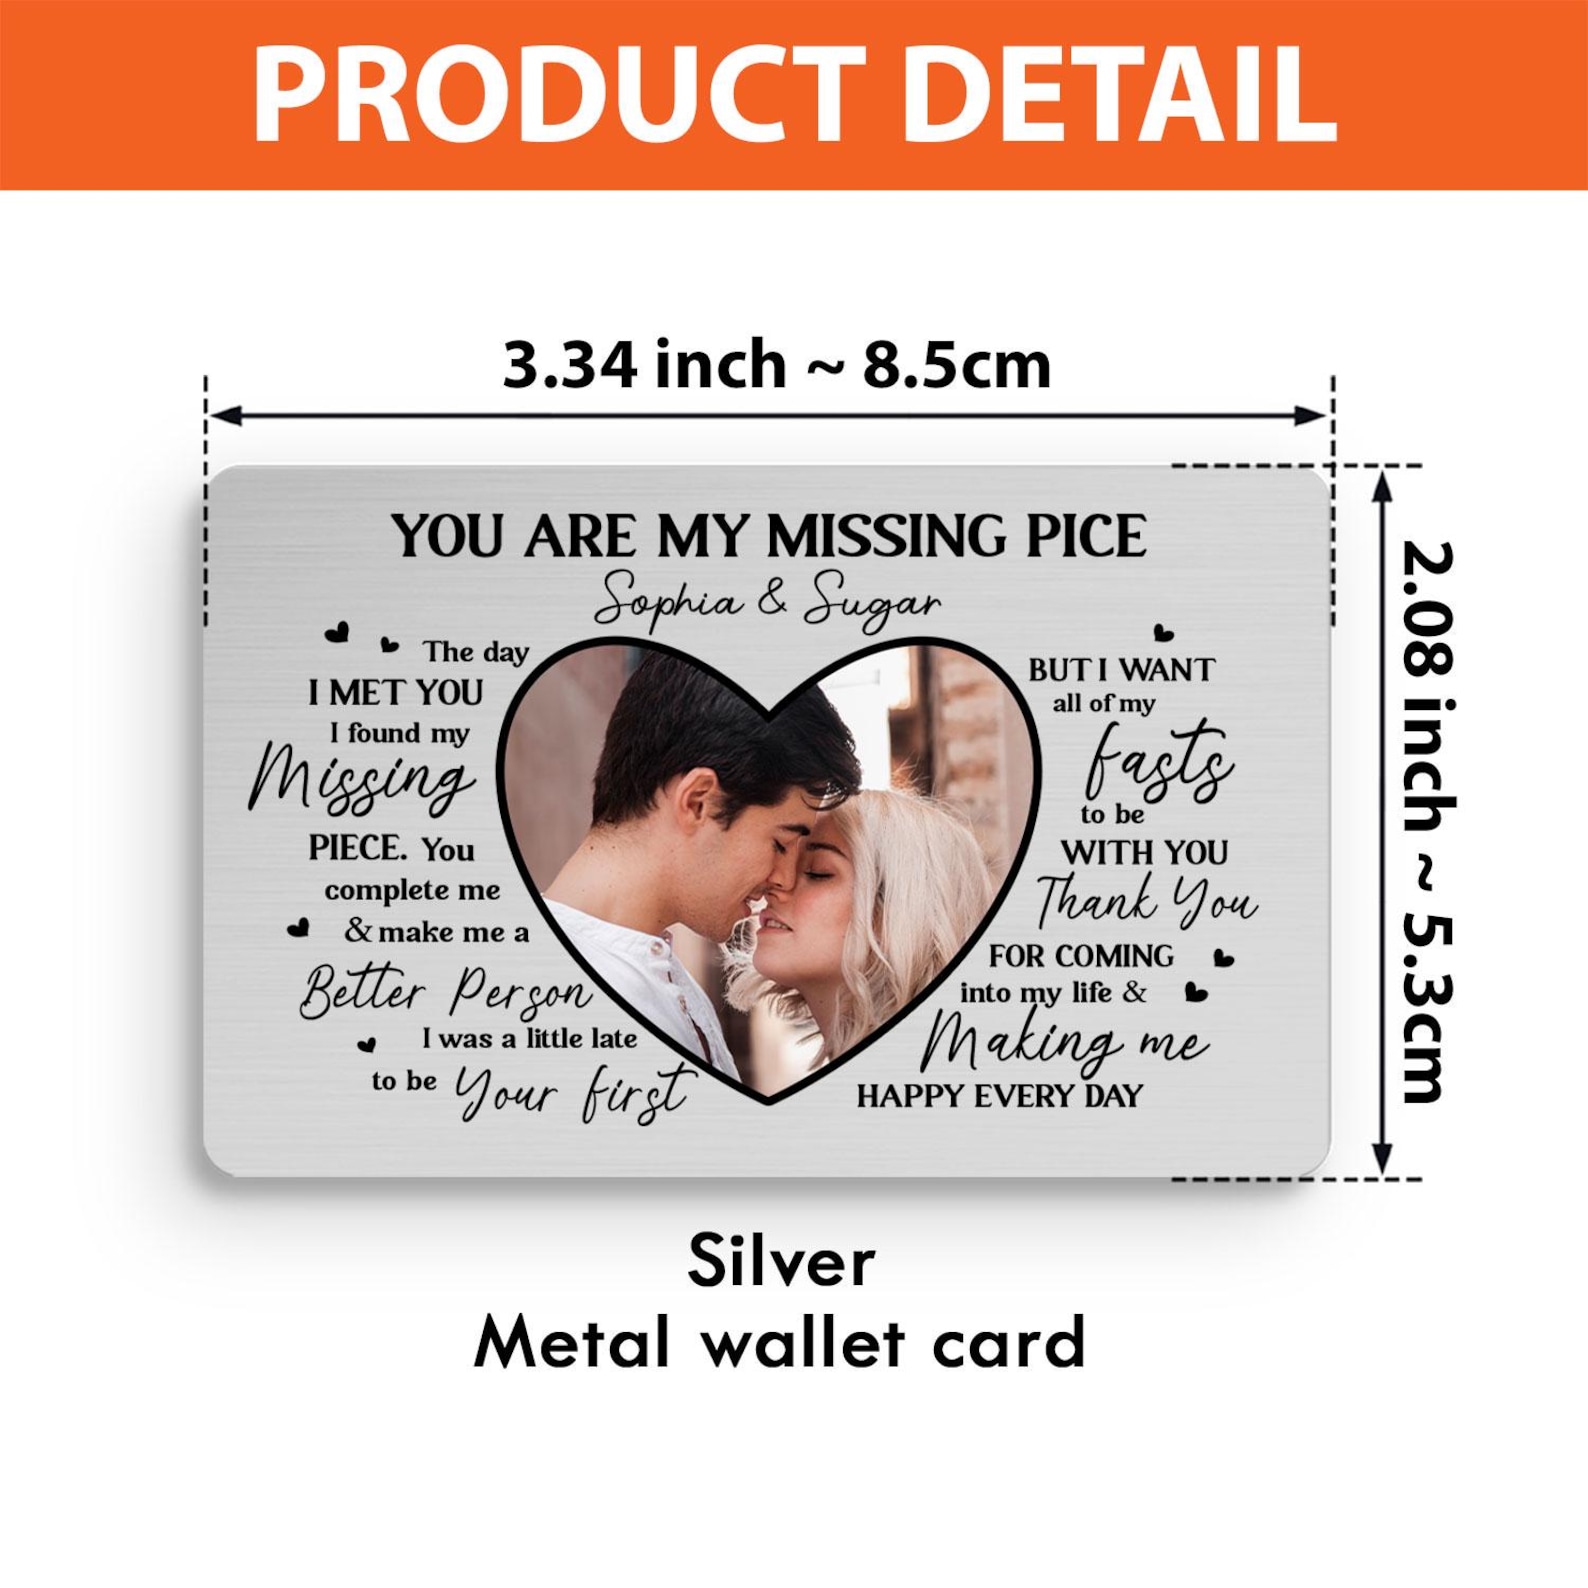 PRODUCT DETAIL
3.34 inch ~ 8.5cm
2.08 inch ~ 5.3cm
YOU ARE MY MISSING PICE
Sophia & Sugar
The day
I MET YOU
I found my
Missing
PIECE. You
complete me
& make me a
Better Person
I was a little late
to be Your first
BUT I WANT
all of my
fasts
to be
WITH YOU
Thank You
FOR COMING
into my life &
Making me
HAPPY EVERY DAY
Silver
Metal wallet card